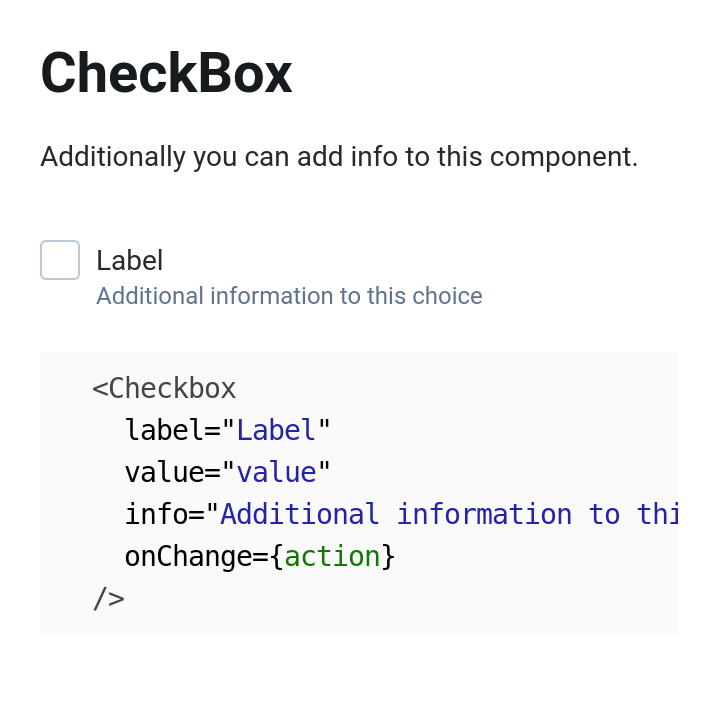 CheckBox
Additionally you can add info to this component.
Label
Additional information to this choice
<Checkbox
label="Label"
value="value"
info="Additional information to thi
onChange={action}
/>